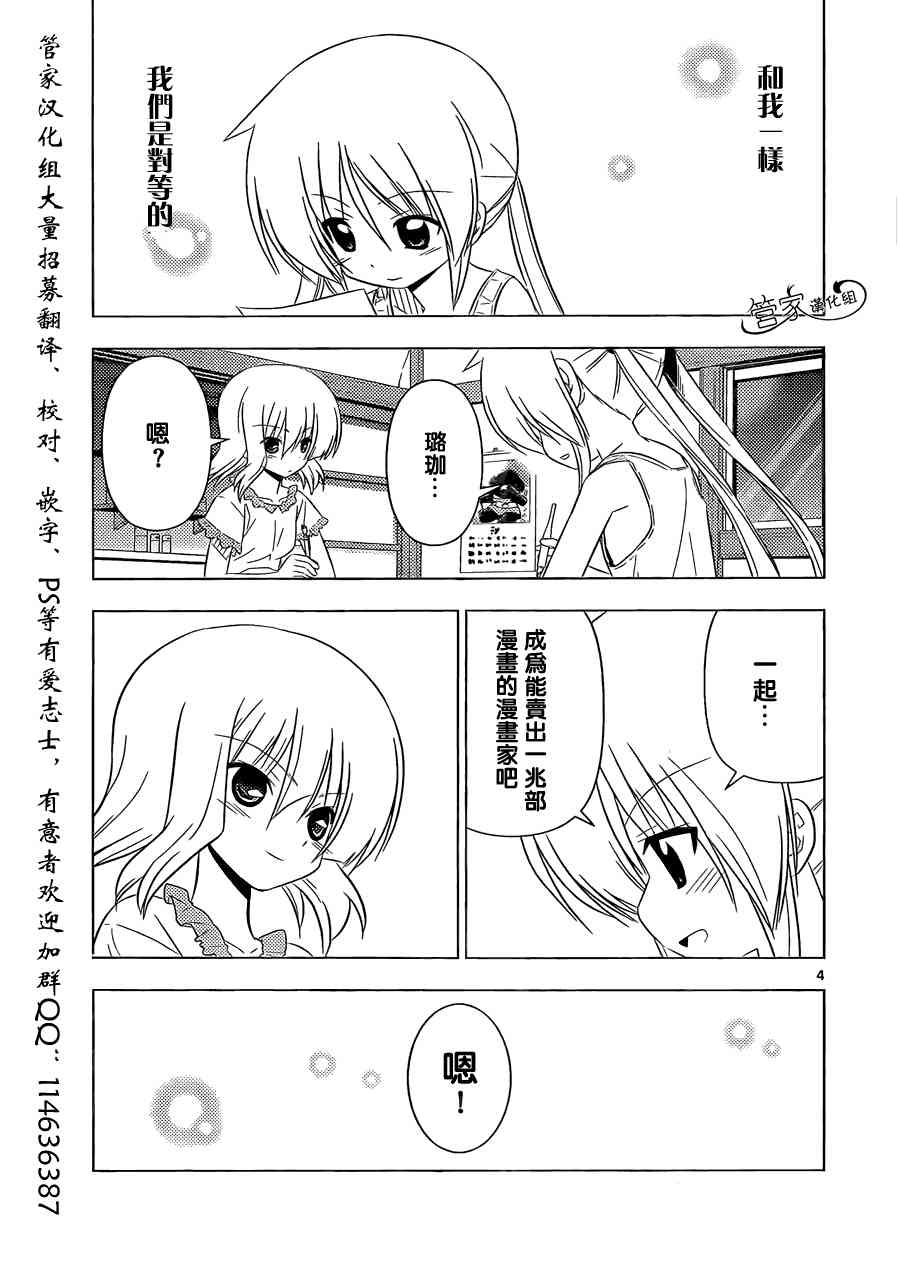 和我一樣
我們是對等的
管家漢化組
璐珈…
嗯？
一起…
成為能賣出一兆部
漫畫的漫畫家吧
4
嗯！
管家汉化组大量招募翻译、校对、嵌字、PS等有爱志士，有意者欢迎加群QQ：114636387